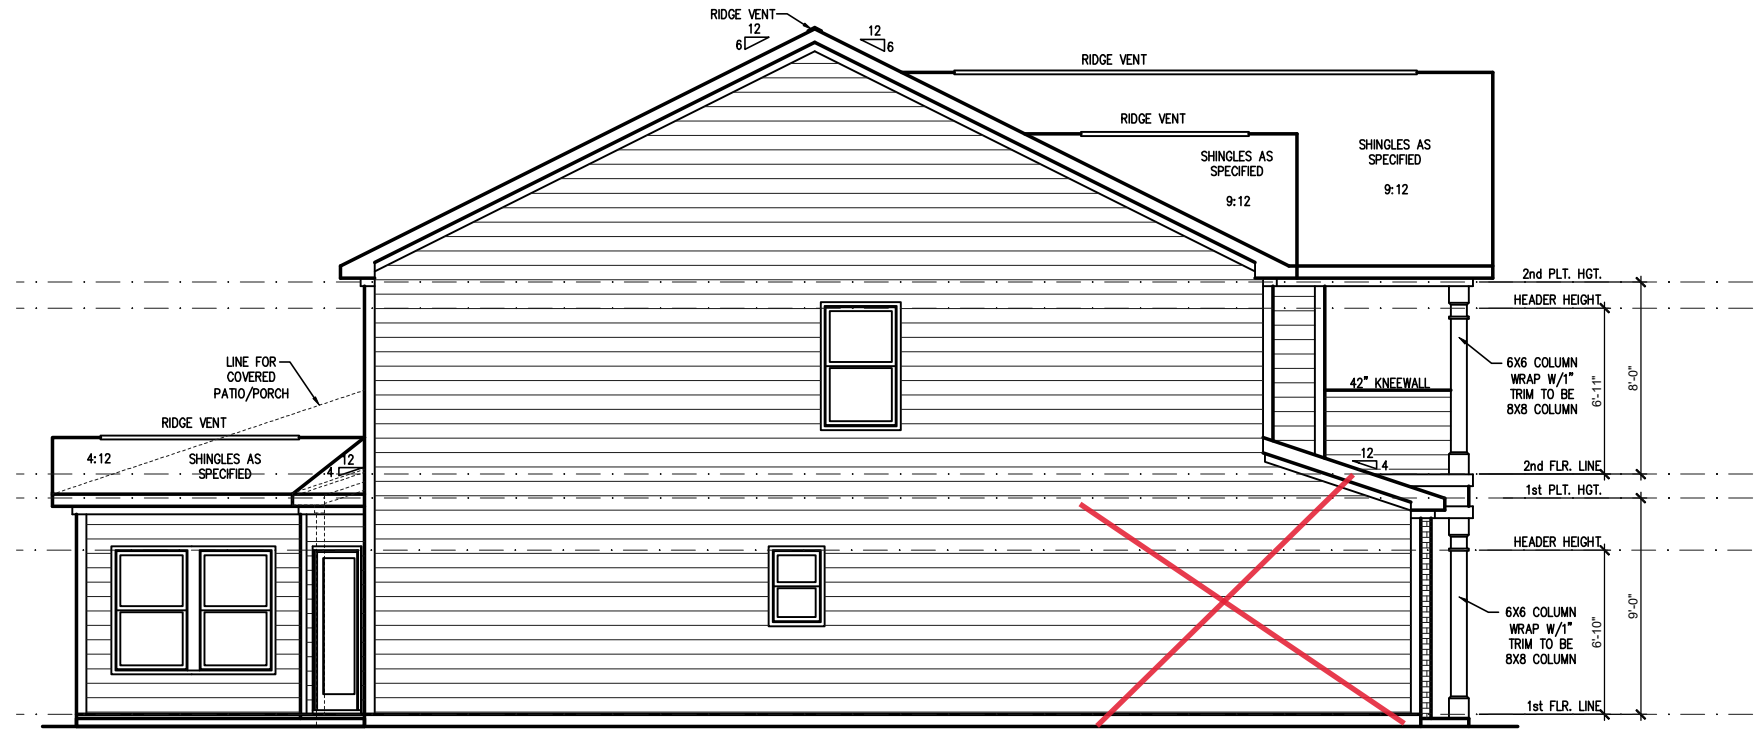 RIDGE VENT
12
6
12
6
RIDGE VENT
RIDGE VENT
SHINGLES AS
SPECIFIED
9:12
SHINGLES AS
SPECIFIED
9:12
2nd PLT. HGT.
HEADER HEIGHT
6X6 COLUMN
WRAP W/1"
TRIM TO BE
8X8 COLUMN
6'-11"
8'-0"
42" KNEEWALL
LINE FOR
COVERED
PATIO/PORCH
RIDGE VENT
4:12
SHINGLES AS
SPECIFIED
12
4
12
4
2nd FLR. LINE
1st PLT. HGT.
HEADER HEIGHT
6X6 COLUMN
WRAP W/1"
TRIM TO BE
8X8 COLUMN
6'-10"
9'-0"
1st FLR. LINE